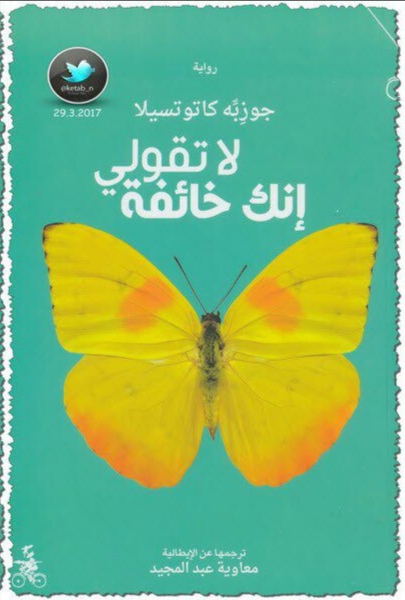 رواية
@ketab_n
29.3.2017
جوزِبِّه كاتوتسيلا
لا تقولي
إنك خائفة
ترجمها عن الإيطالية
معاوية عبد المجيد